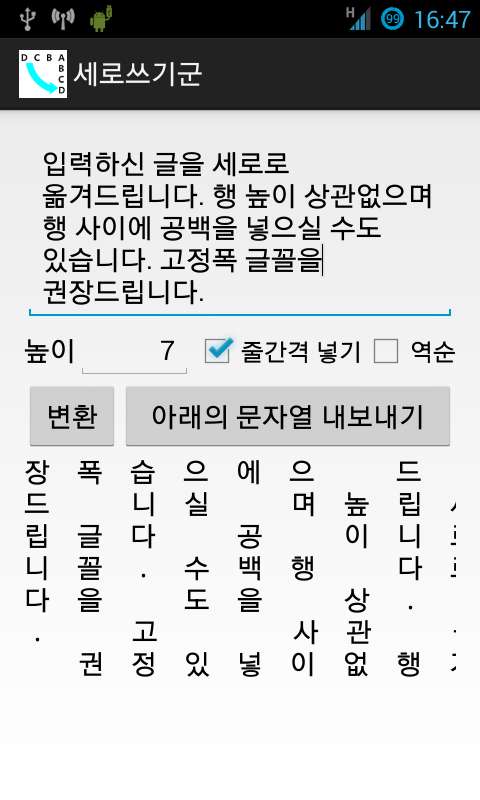 H 99 16:47
D C B A
B
C
D
세로쓰기군
입력하신 글을 세로로
옮겨드립니다. 행 높이 상관없으며
행 사이에 공백을 넣으실 수도
있습니다. 고정폭 글꼴을
권장드립니다.
높이 7 줄간격 넣기 역순
변환 아래의 문자열 내보내기
장 폭 습 으 에 으 드
드 니 실 며 높 립
립 글 다 공 이 니
니 꼴 . 수 백 행 다
다 을 도 을 상 .
. 고 사 관
권 정 있 넣 이 없 행